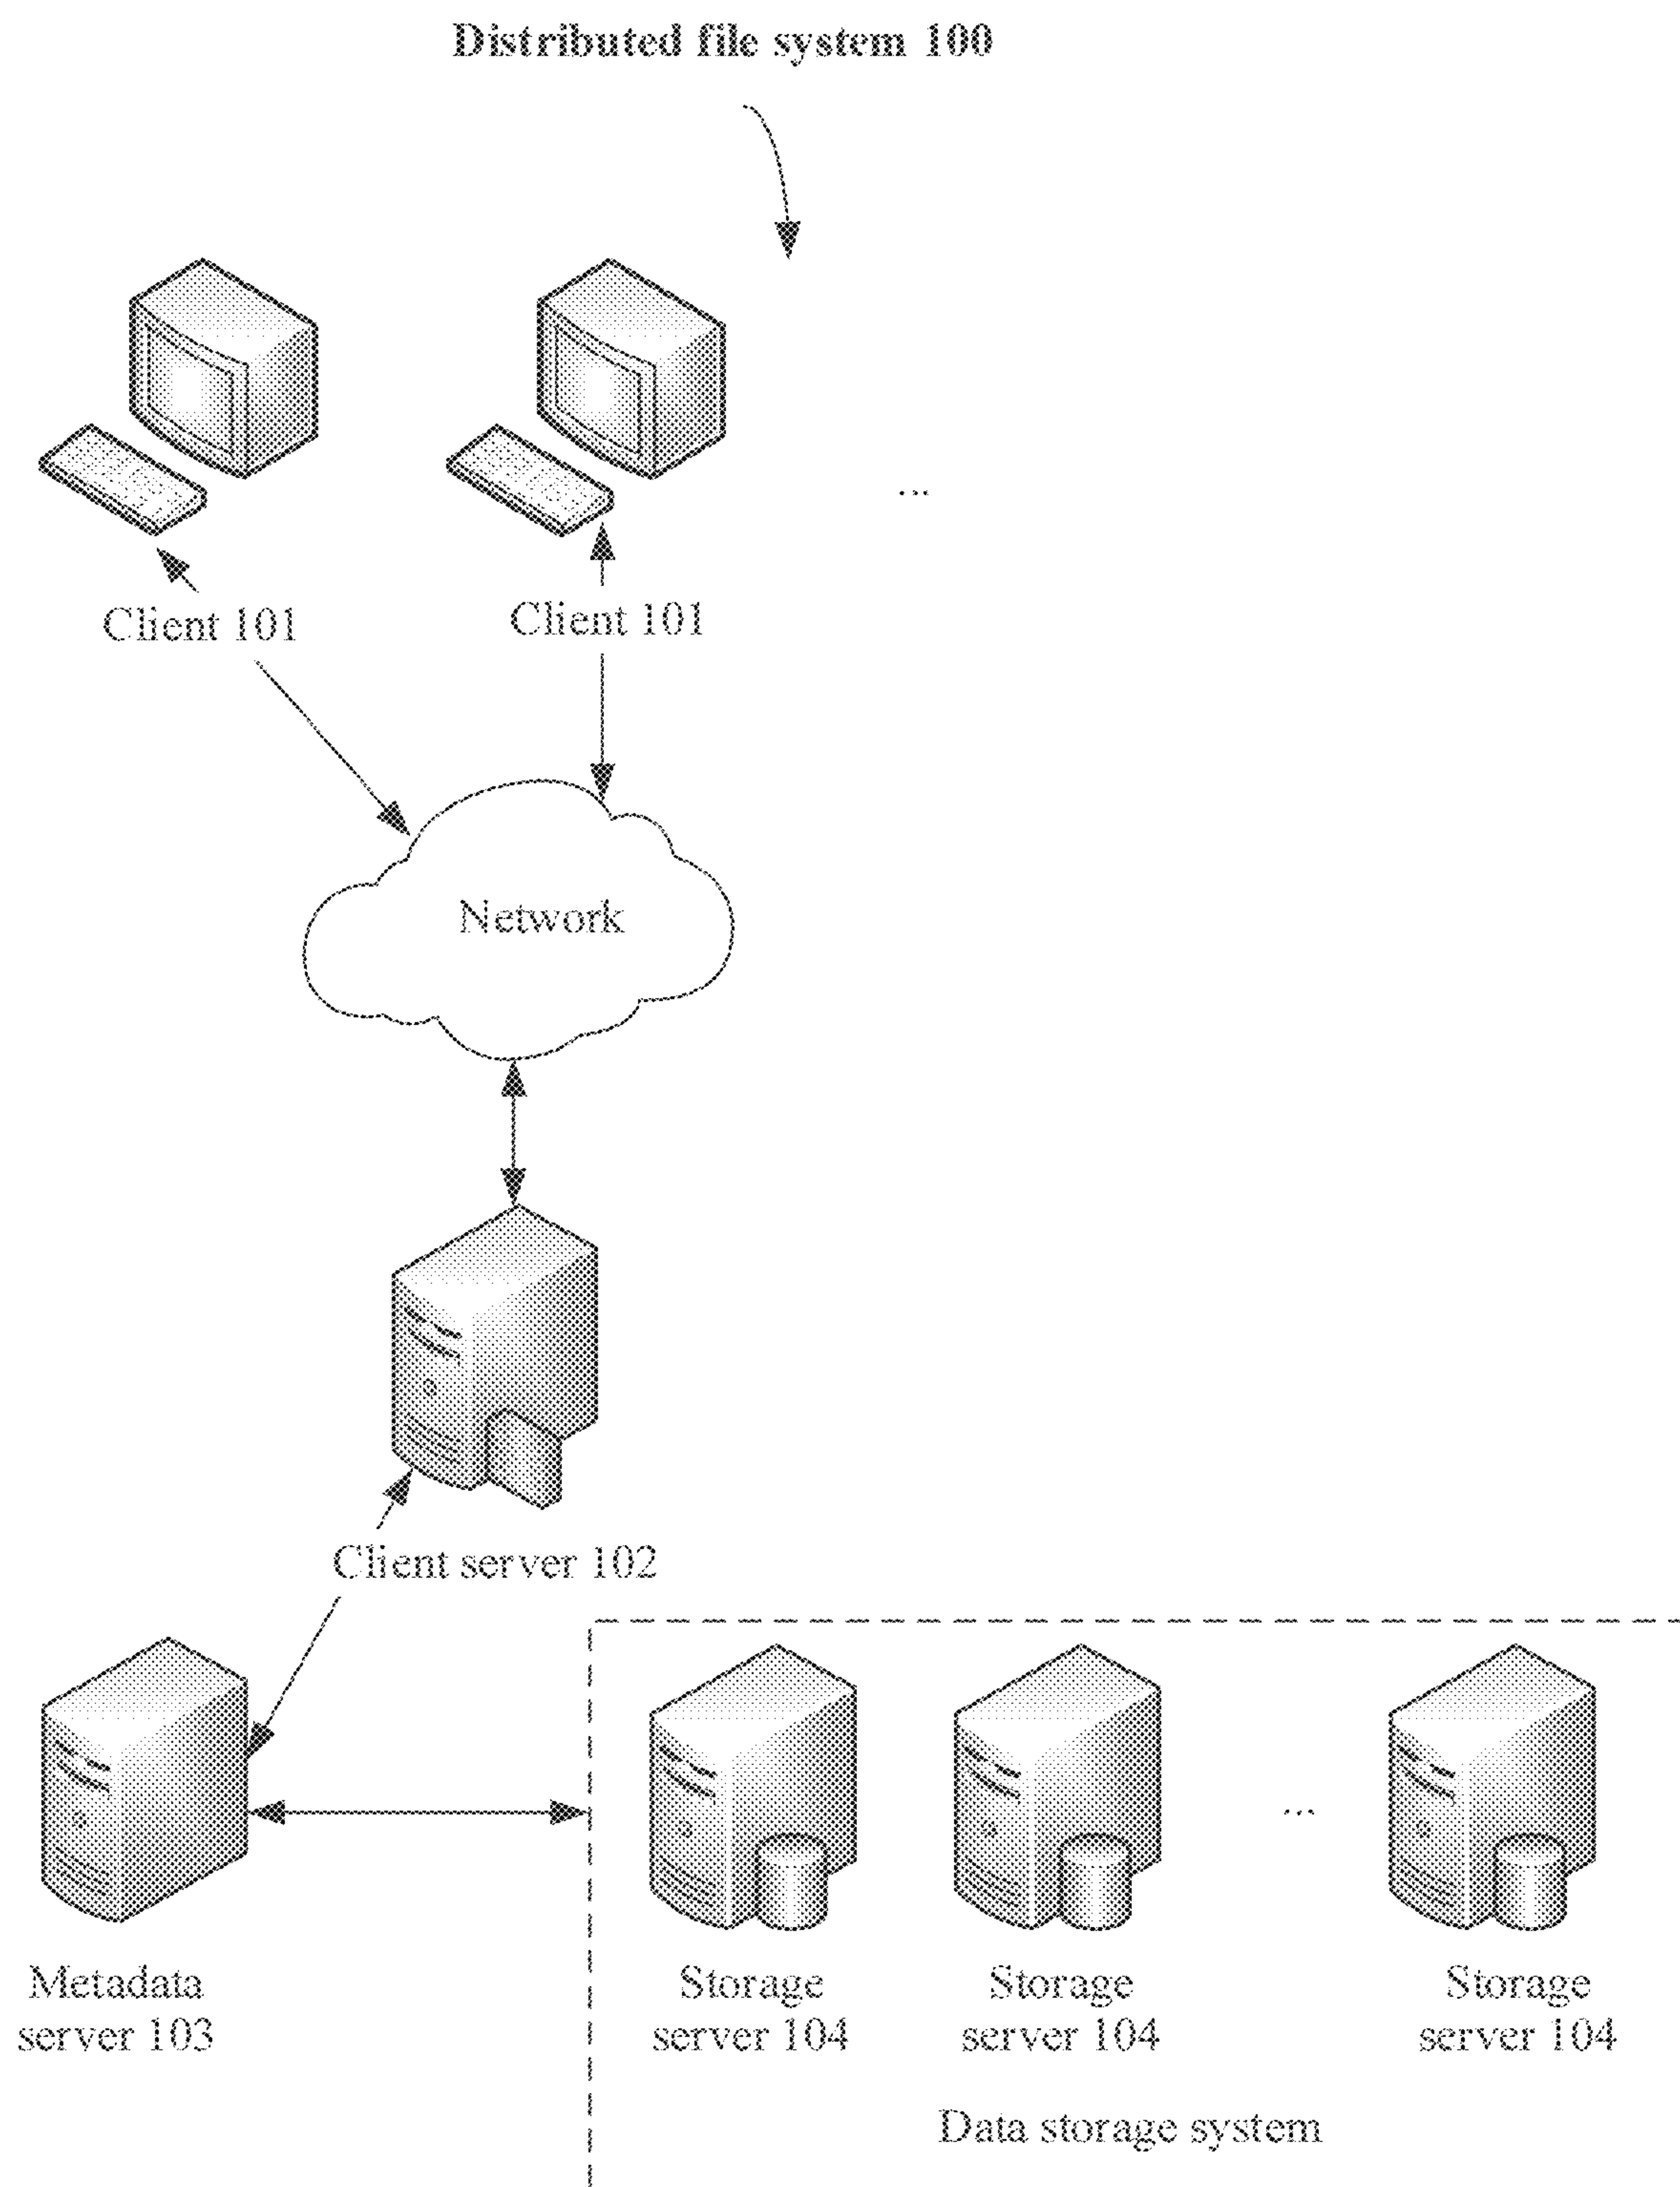 Distributed file system 100
...
Client 101
Client 101
Network
Client server 102
...
Metadata
server 103
Storage
server 104
Storage
server 104
Storage
server 104
Data storage system